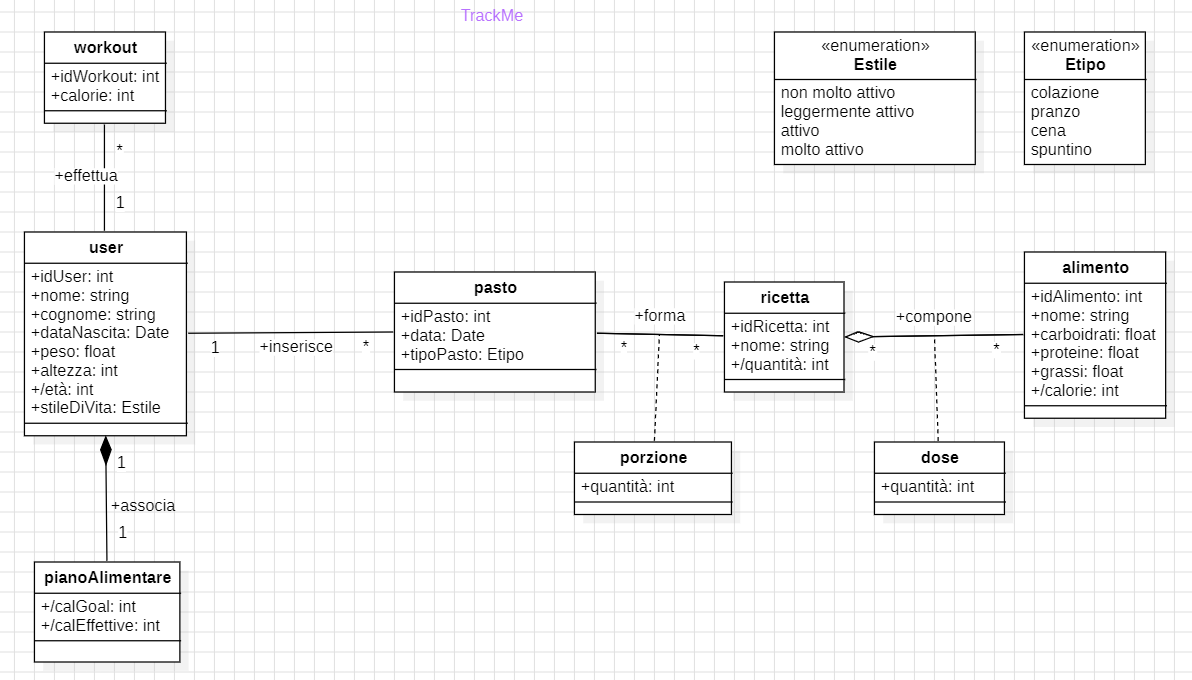 TrackMe
workout
+idWorkout: int
+calorie: int
*
+effettua
1
«enumeration»
Estile
non molto attivo
leggermente attivo
attivo
molto attivo
«enumeration»
Etipo
colazione
pranzo
cena
spuntino
user
+idUser: int
+nome: string
+cognome: string
+dataNascita: Date
+peso: float
+altezza: int
+/età: int
+stileDiVita: Estile
1
+inserisce
*
pasto
+idPasto: int
+data: Date
+tipoPasto: Etipo
+forma
*
*
ricetta
+idRicetta: int
+nome: string
+/quantità: int
+compone
*
*
alimento
+idAlimento: int
+nome: string
+carboidrati: float
+proteine: float
+grassi: float
+/calorie: int
porzione
+quantità: int
dose
+quantità: int
1
+associa
1
pianoAlimentare
+/calGoal: int
+/calEffettive: int